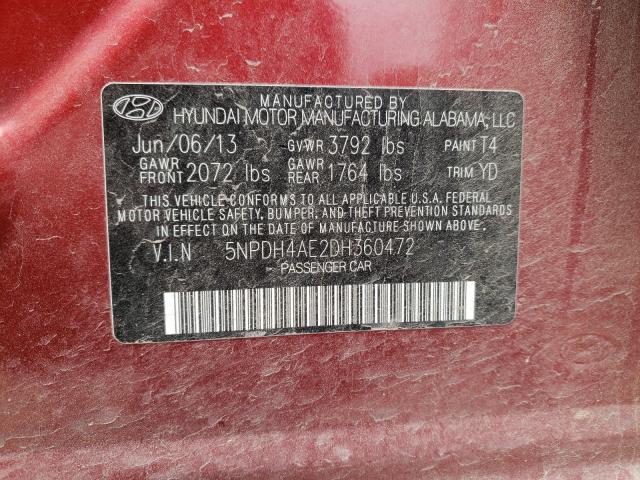 MANUFACTURED BY
HYUNDAI MOTOR MANUFACTURING ALABAMA, LLC
Jun/06/13 GVWR 3792 lbs PAINT T4
GAWR FRONT 2072 lbs GAWR REAR 1764 lbs TRIM YD
THIS VEHICLE CONFORMS TO ALL APPLICABLE U.S.A. FEDERAL
MOTOR VEHICLE SAFETY, BUMPER, AND THEFT PREVENTION
STANDARDS IN EFFECT ON THE DATE OF MANUFACTURE SHOWN ABOVE.
V.I.N 5NPDH4AE2DH360472
PASSENGER CAR